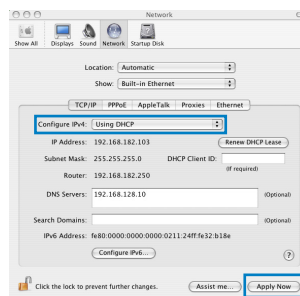 Network
Show All Displays Sound Network Startup Disk
Location: Automatic
Show: Built-in Ethernet
TCP/IP PPPoE AppleTalk Proxies Ethernet
Configure IPv4: Using DHCP
IP Address: 192.168.182.103 Renew DHCP Lease
Subnet Mask: 255.255.255.0 DHCP Client ID:
(If required)
Router: 192.168.182.250
DNS Servers: 192.168.128.10 (Optional)
Search Domains: (Optional)
IPv6 Address: fe80:0000:0000:0000:0211:24ff:fe32:b18e
Configure IPv6... ?
Click the lock to prevent further changes. Assist me... Apply Now